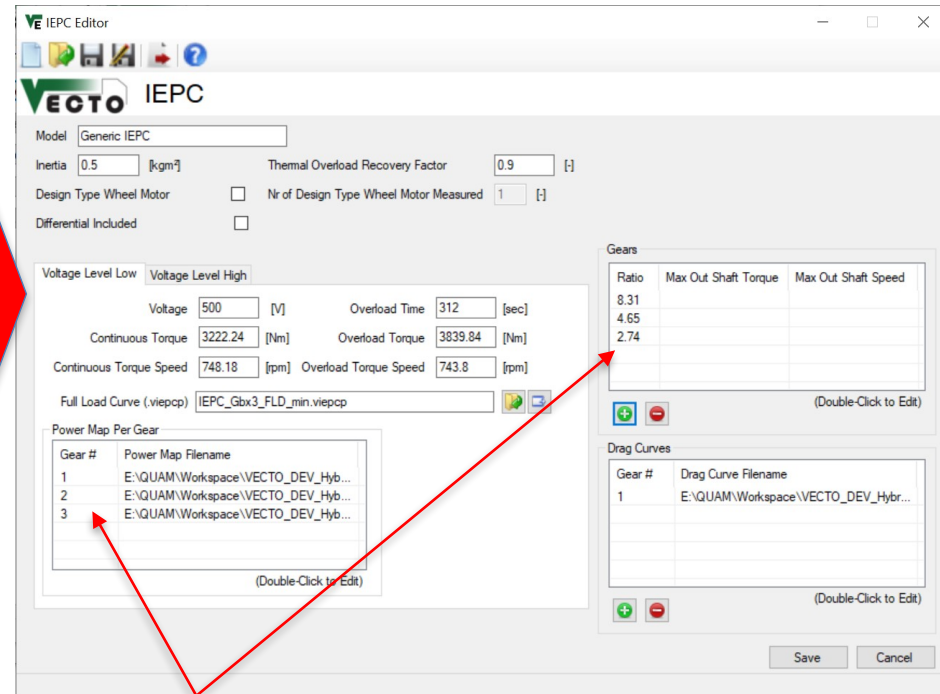 VE IEPC Editor
VECTO IEPC
Model Generic IEPC
Inertia 0.5 [kgm²] Thermal Overload Recovery Factor 0.9 [-]
Design Type Wheel Motor Nr of Design Type Wheel Motor Measured 1 [-]
Differential Included
Voltage Level Low Voltage Level High
Voltage 500 [V] Overload Time 312 [sec]
Continuous Torque 3222.24 [Nm] Overload Torque 3839.84 [Nm]
Continuous Torque Speed 748.18 [rpm] Overload Torque Speed 743.8 [rpm]
Full Load Curve (.viepcp) IEPC_Gbx3_FLD_min.viepcp
Power Map Per Gear
Gear # Power Map Filename
1 E:\QUAM\Workspace\VECTO_DEV_Hyb...
2 E:\QUAM\Workspace\VECTO_DEV_Hyb...
3 E:\QUAM\Workspace\VECTO_DEV_Hyb...
(Double-Click to Edit)
Gears
Ratio Max Out Shaft Torque Max Out Shaft Speed
8.31
4.65
2.74
(Double-Click to Edit)
Drag Curves
Gear # Drag Curve Filename
1 E:\QUAM\Workspace\VECTO_DEV_Hybr...
(Double-Click to Edit)
Save Cancel